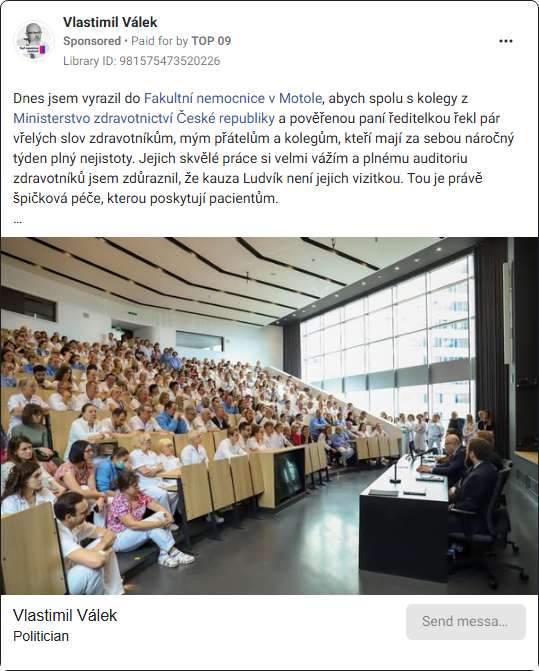 Vlastimil Válek
Sponsored • Paid for by TOP 09
Library ID: 981575473520226
Dnes jsem vyrazil do Fakultní nemocnice v Motole, abych spolu s kolegy z
Ministerstvo zdravotnictví České republiky a pověřenou paní ředitelkou řekl pár
vřelých slov zdravotníkům, mým přátelům a kolegům, kteří mají za sebou náročný
týden plný nejistoty. Jejich skvělé práce si velmi vážím a plnému auditoriu
zdravotníků jsem zdůraznil, že kauza Ludvík není jejich vizitkou. Tou je právě
špičková péče, kterou poskytují pacientům.
...
Vlastimil Válek
Politician
Send messa...